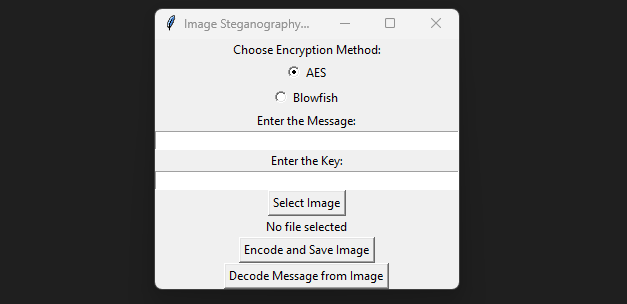 Image Steganography...
Choose Encryption Method:
AES
Blowfish
Enter the Message:
Enter the Key:
Select Image
No file selected
Encode and Save Image
Decode Message from Image